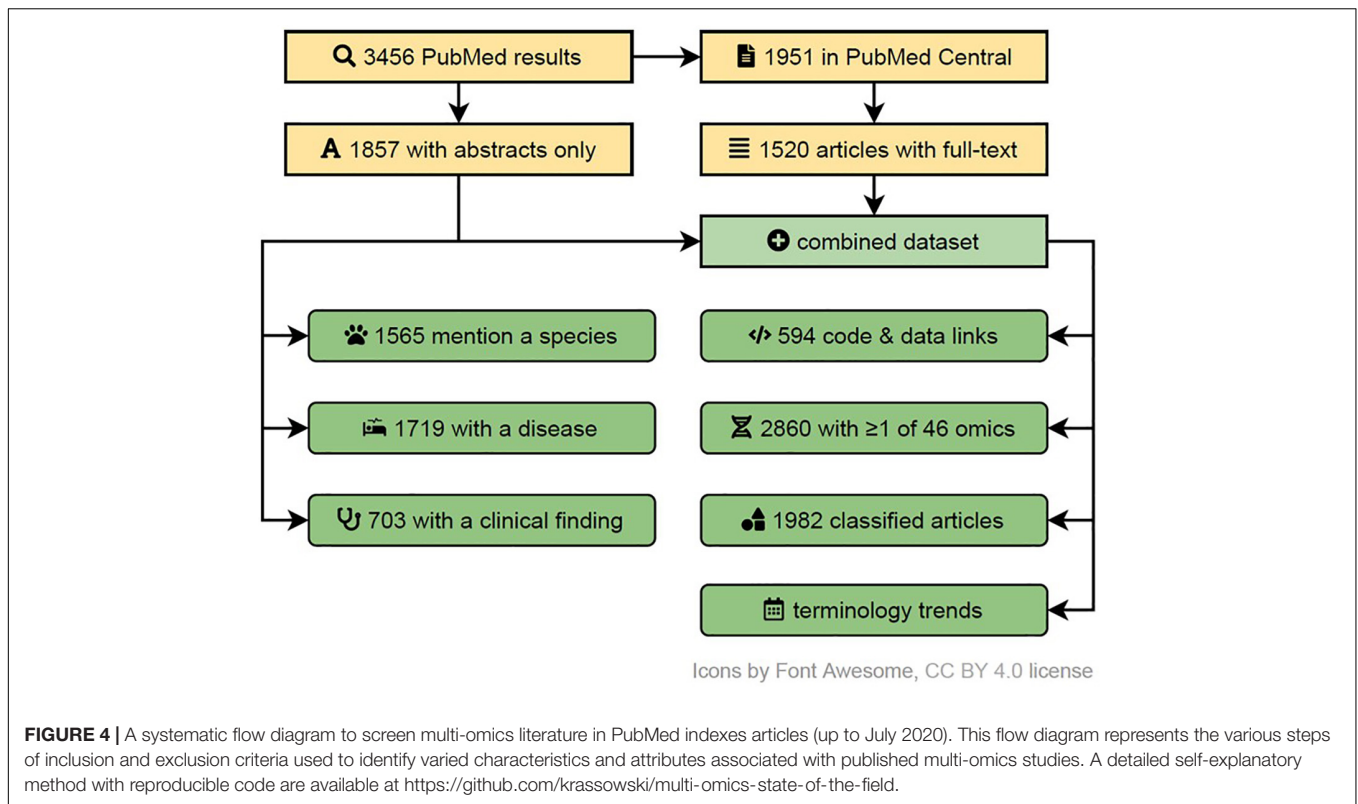 3456 PubMed results
1951 in PubMed Central
A 1857 with abstracts only
1520 articles with full-text
combined dataset
1565 mention a species
</> 594 code & data links
1719 with a disease
2860 with ≥1 of 46 omics
703 with a clinical finding
1982 classified articles
terminology trends
Icons by Font Awesome, CC BY 4.0 license
FIGURE 4 | A systematic flow diagram to screen multi-omics literature in PubMed indexes articles (up to July 2020). This flow diagram represents the various steps
of inclusion and exclusion criteria used to identify varied characteristics and attributes associated with published multi-omics studies. A detailed self-explanatory
method with reproducible code are available at https://github.com/krassowski/multi-omics-state-of-the-field.